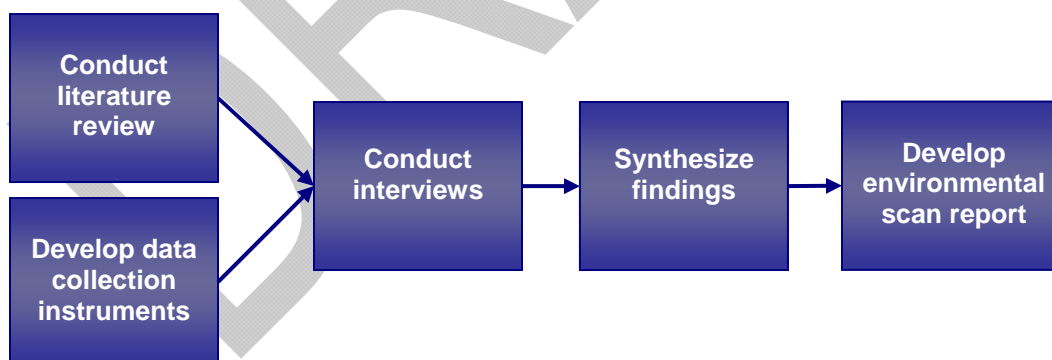 Conduct
literature
review
Develop data
collection
instruments
Conduct
interviews
Synthesize
findings
Develop
environmental
scan report